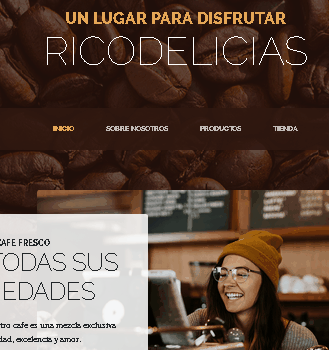 UN LUGAR PARA DISFRUTAR
RICODELICIAS
INICIO SOBRE NOSOTROS PRODUCTOS TIENDA
CAFE FRESCO
TODAS SUS
EDADES
tro cafe es una mezcla exclusiva
dad, excelencia y amor.